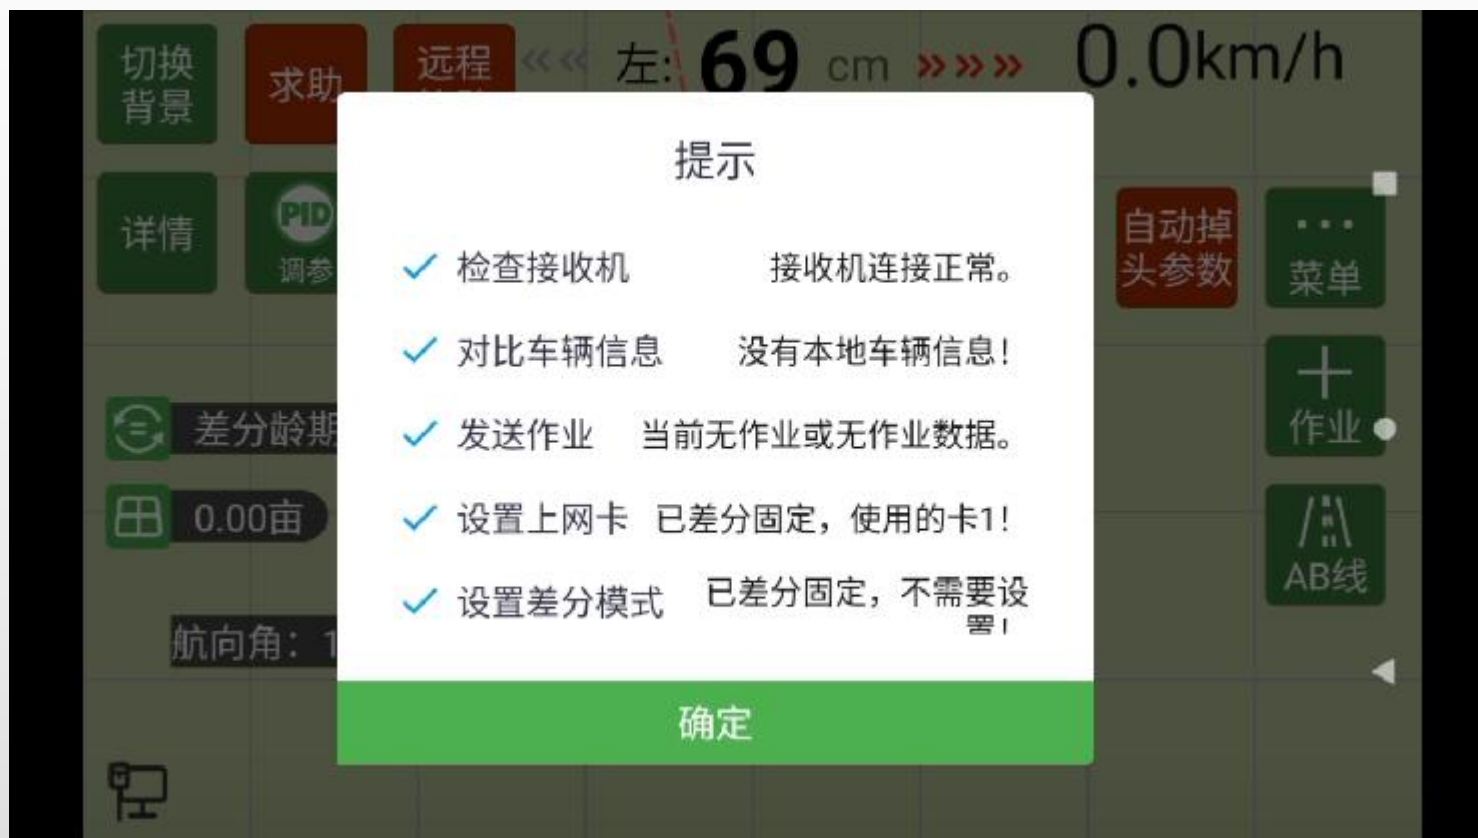 切换
背景
求助
远程
左:
69
cm
0.0km/h
提示
详情
PID
调参
自动掉
头参数
菜单
检查接收机
接收机连接正常。
对比车辆信息
没有本地车辆信息!
差分龄期
发送作业
当前无作业或无作业数据。
作业
0.00亩
设置上网卡
已差分固定，使用的卡1!
AB线
设置差分模式
已差分固定，不需要设
航向角: 1
确定